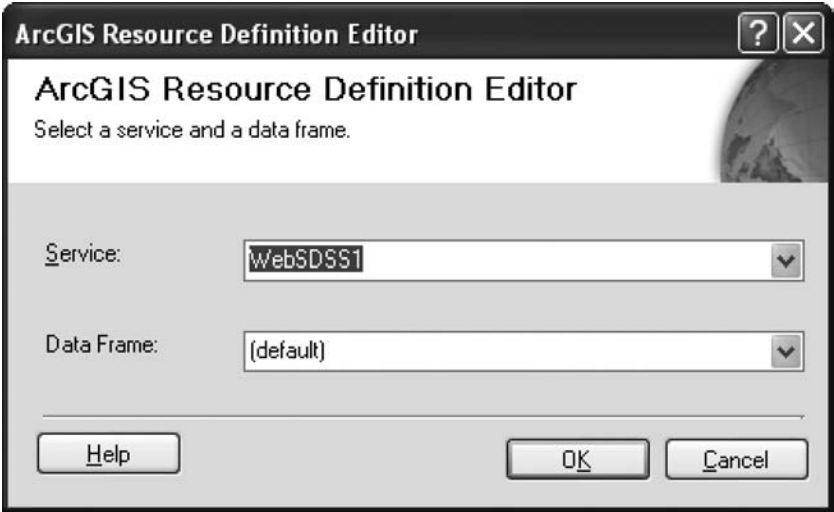 ArcGIS Resource Definition Editor
ArcGIS Resource Definition Editor
Select a service and a data frame.
Service: WebSDSS1
Data Frame: (default)
Help OK Cancel